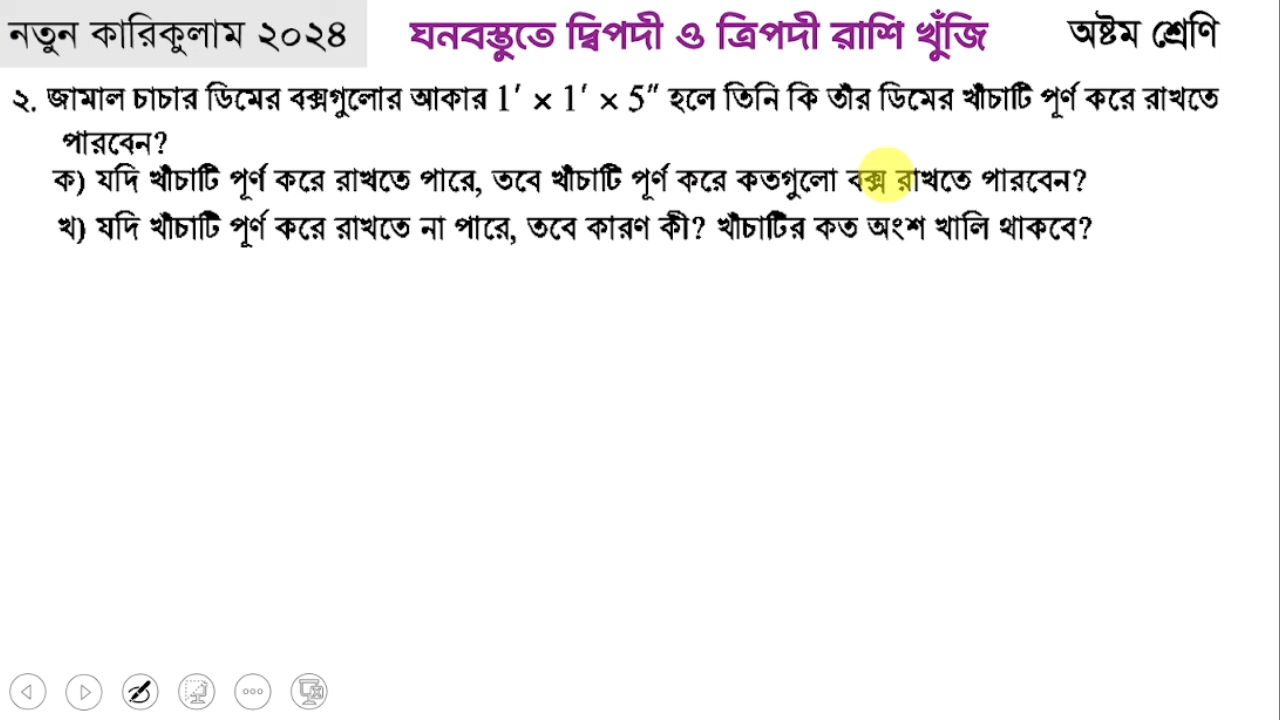 নতুন কারিকুলাম ২০২৪ ঘনবস্তুতে দ্বিপদী ও ত্রিপদী রাশি খুঁজি অষ্টম শ্রেণি
২. জামাল চাচার ডিমের বক্সগুলোর আকার 1′ × 1′ × 5″ হলে তিনি কি তাঁর ডিমের খাঁচাটি পূর্ণ করে রাখতে
পারবেন?
ক) যদি খাঁচাটি পূর্ণ করে রাখতে পারে, তবে খাঁচাটি পূর্ণ করে কতগুলো বক্স রাখতে পারবেন?
খ) যদি খাঁচাটি পূর্ণ করে রাখতে না পারে, তবে কারণ কী? খাঁচাটির কত অংশ খালি থাকবে?